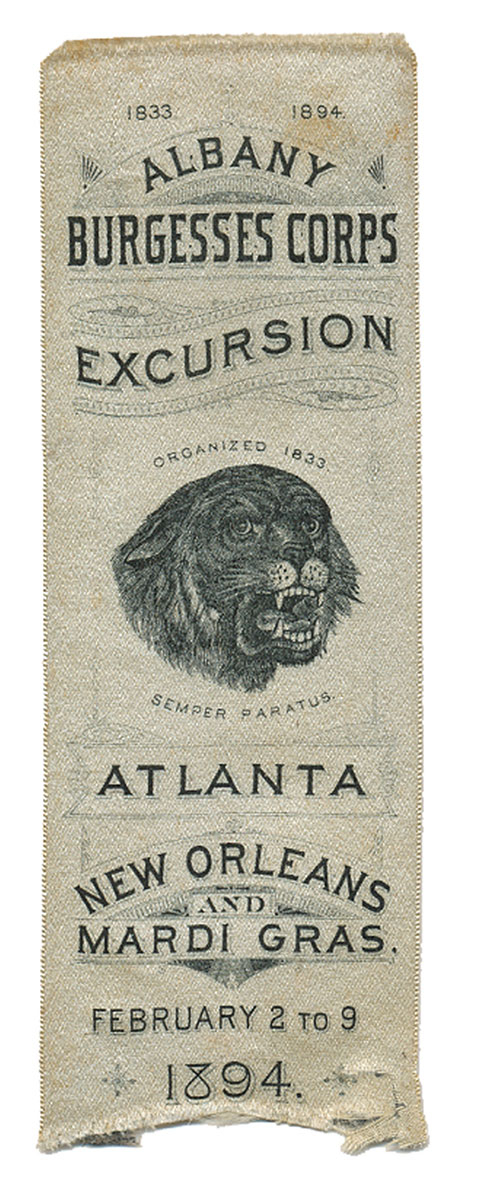 1833 1894.
ALBANY
BURGESSES CORPS
EXCURSION
ORGANIZED 1833
SEMPER PARATUS.
ATLANTA
NEW ORLEANS
AND
MARDI GRAS.
FEBRUARY 2 TO 9
1894.